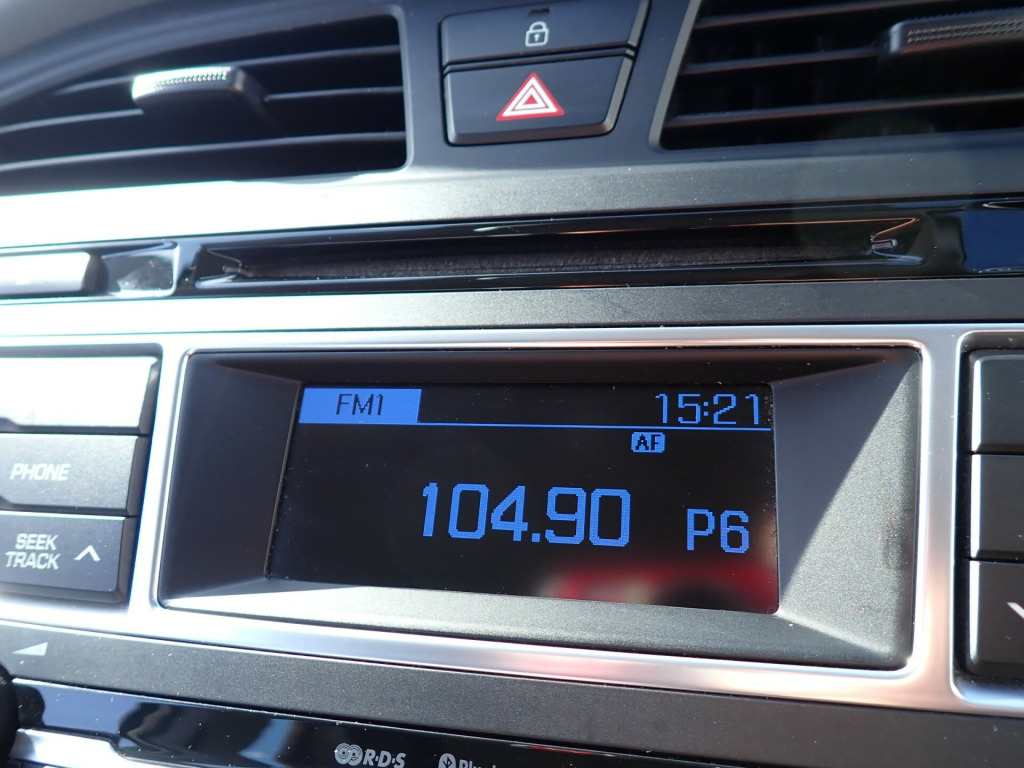 FM1 15:21
AF
104.90 P6
PHONE
SEEK
TRACK
R·D·S